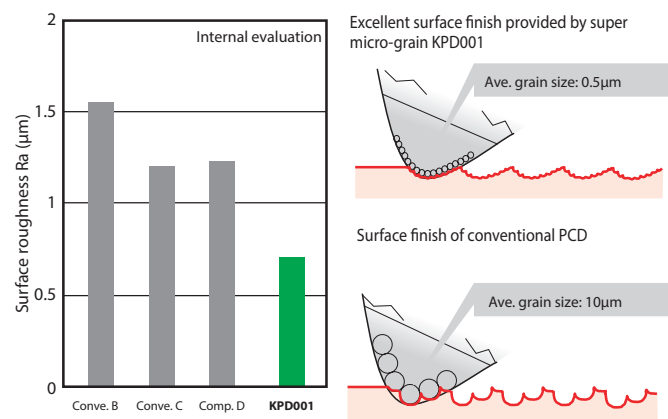 Internal evaluation
Surface roughness Ra (μm)
2
1.5
1
0.5
0
Conve. B
Conve. C
Comp. D
KPD001
Excellent surface finish provided by super
micro-grain KPD001
Ave. grain size: 0.5μm
Surface finish of conventional PCD
Ave. grain size: 10μm